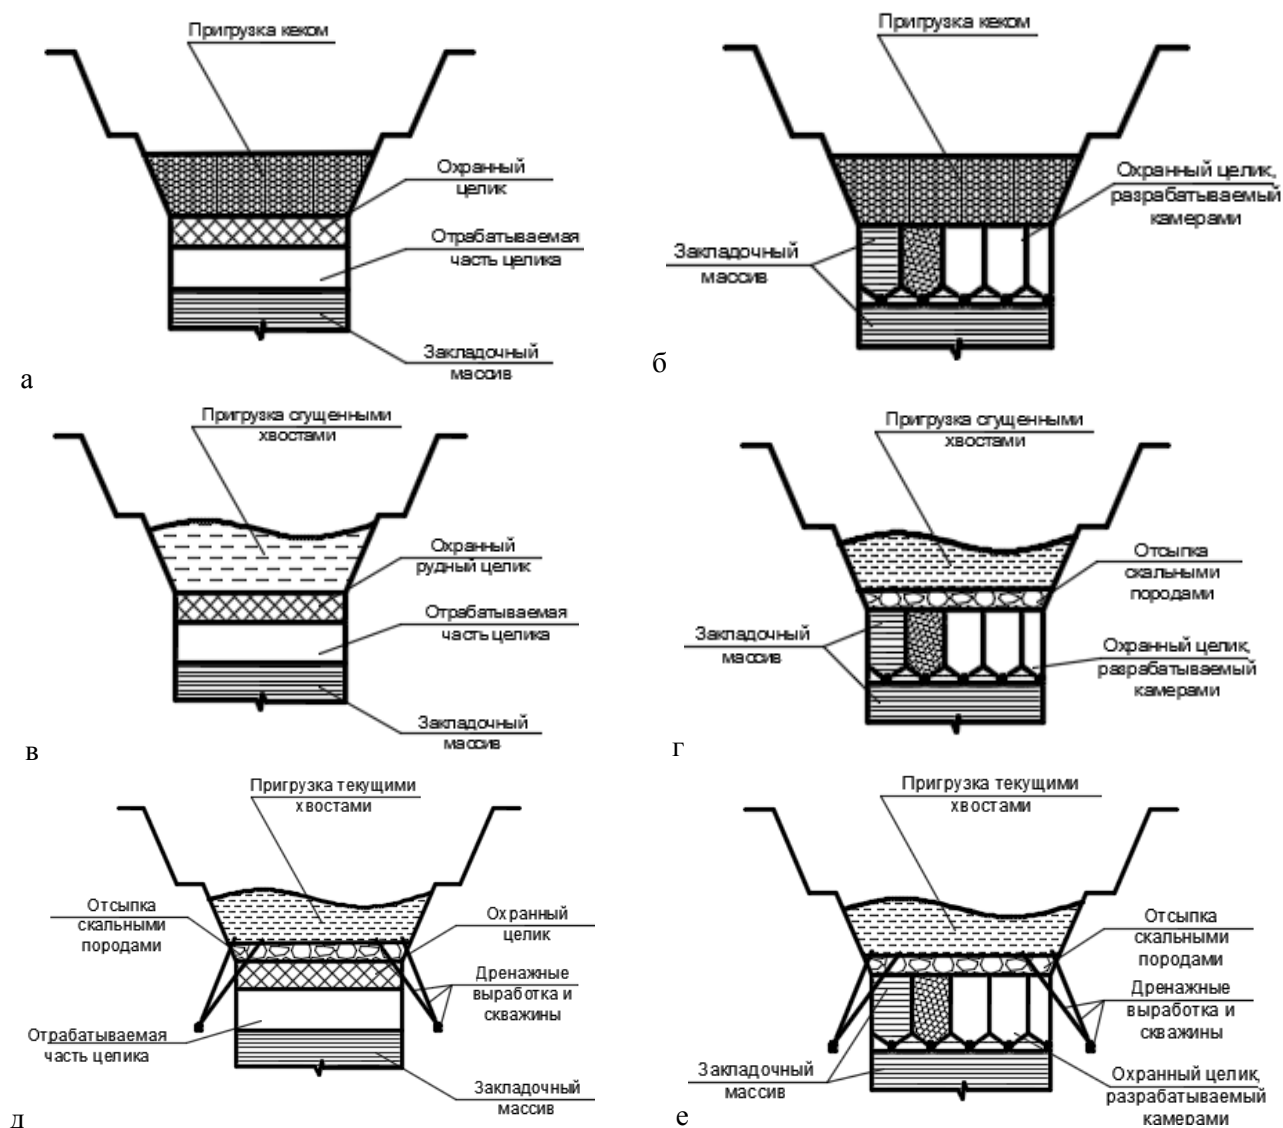 Пригрузка кеком
Охранный
целик
Отрабатываемая
часть целика
Закладочный
массив
а
Пригрузка кеком
Охранный целик,
разрабатываемый
камерами
Закладочный
массив
б
Пригрузка сгущенными
хвостами
Охранный
рудный целик
Отрабатываемая
часть целика
Закладочный
массив
в
Пригрузка сгущенными
хвостами
Отсыпка
скальными
породами
Закладочный
массив
Охранный целик,
разрабатываемый
камерами
г
Пригрузка текущими
хвостами
Отсыпка
скальными
породами
Охранный
целик
Дренажные
выработка и
скважины
Отрабатываемая
часть целика
Закладочный
массив
д
Пригрузка текущими
хвостами
Отсыпка
скальными
породами
Дренажные
выработка и
скважины
Закладочный
массив
Охранный целик,
разрабатываемый
камерами
е